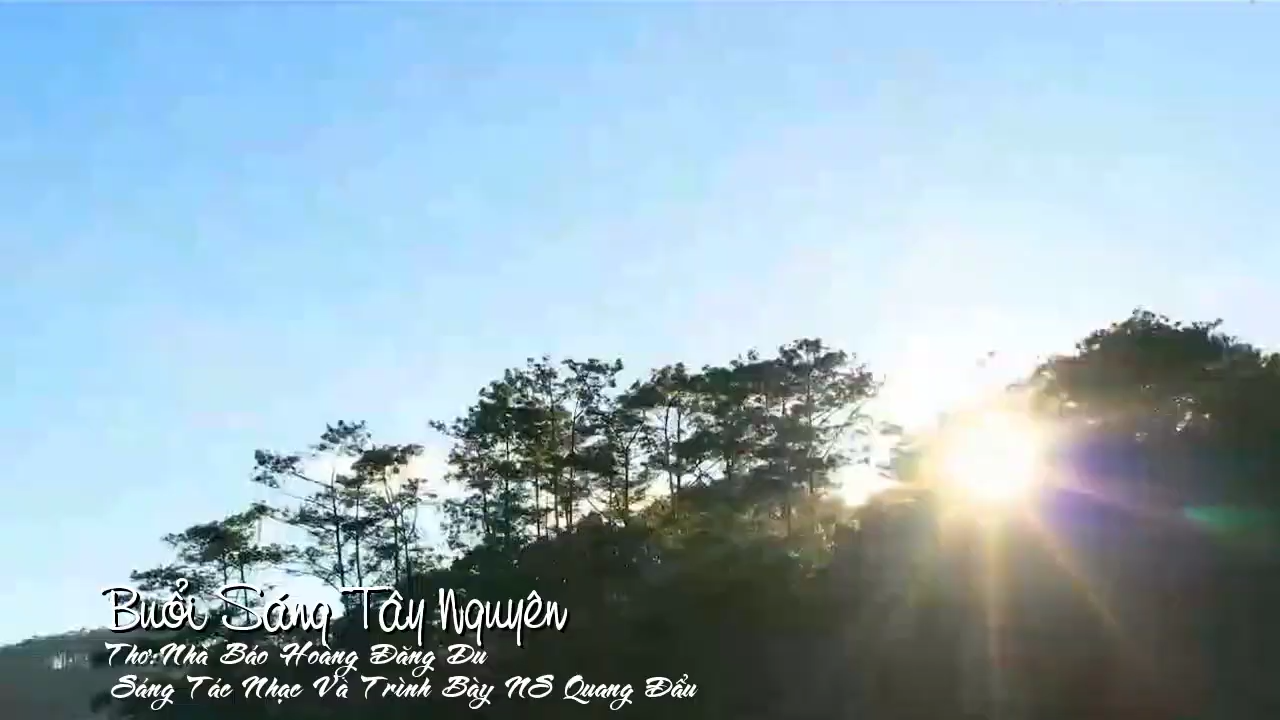 Buổi Sáng Tây Nguyên
Thơ: Nhà Báo Hoàng Đăng Du
Sáng Tác Nhạc Và Trình Bày NS Quang Đẩu